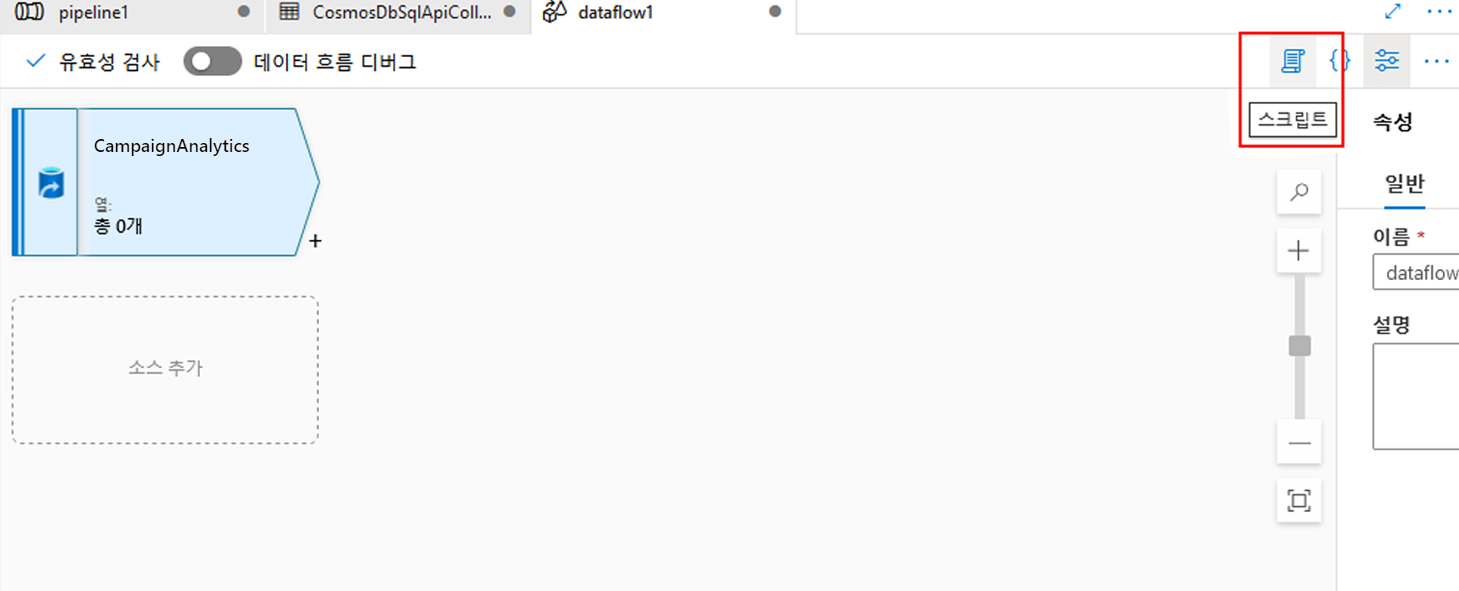 pipeline1
CosmosDbSqlApiColl...
dataflow1
유효성 검사
데이터 흐름 디버그
{}
스크립트
속성
CampaignAnalytics
일반
열:
총 0개
+
이름 *
dataflow
설명
소스 추가